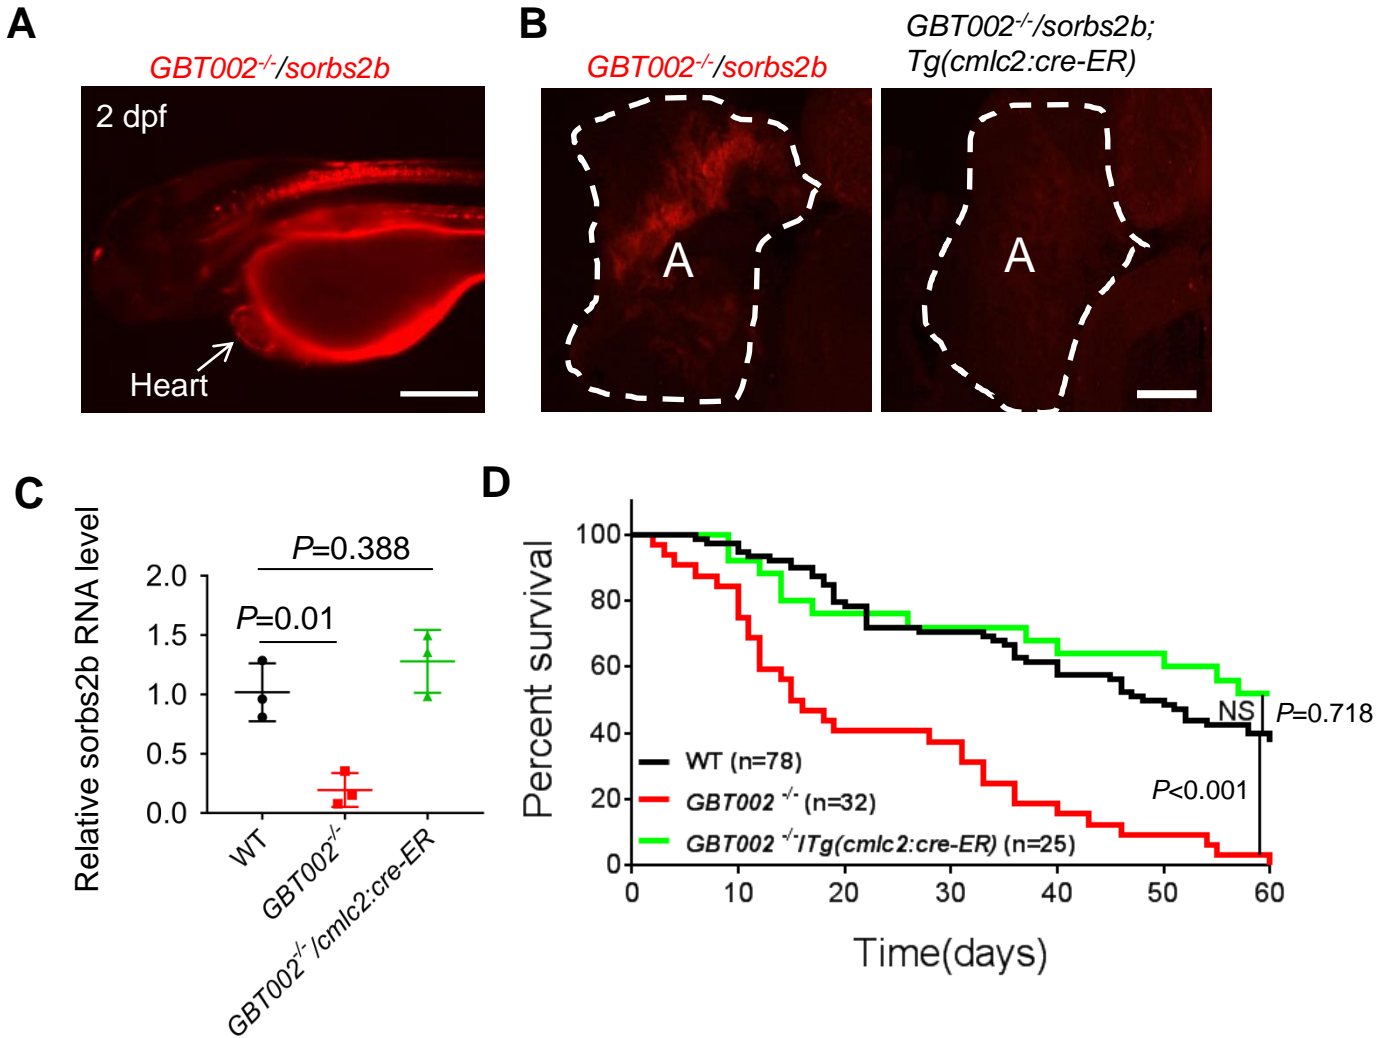 A
GBT002-/-/sorbs2b
2 dpf
Heart
B
GBT002-/-/sorbs2b
A
GBT002-/-/sorbs2b;
Tg(cmlc2:cre-ER)
A
C
Relative sorbs2b RNA level
P=0.388
P=0.01
2.0
1.5
1.0
0.5
0.0
WT
GBT002-/-
GBT002-/-/cmlc2:cre-ER
D
Percent survival
100
80
60
40
20
0
NS
P=0.718
P<0.001
WT (n=78)
GBT002 -/- (n=32)
GBT002 -/-/Tg(cmlc2:cre-ER) (n=25)
0 10 20 30 40 50 60
Time(days)